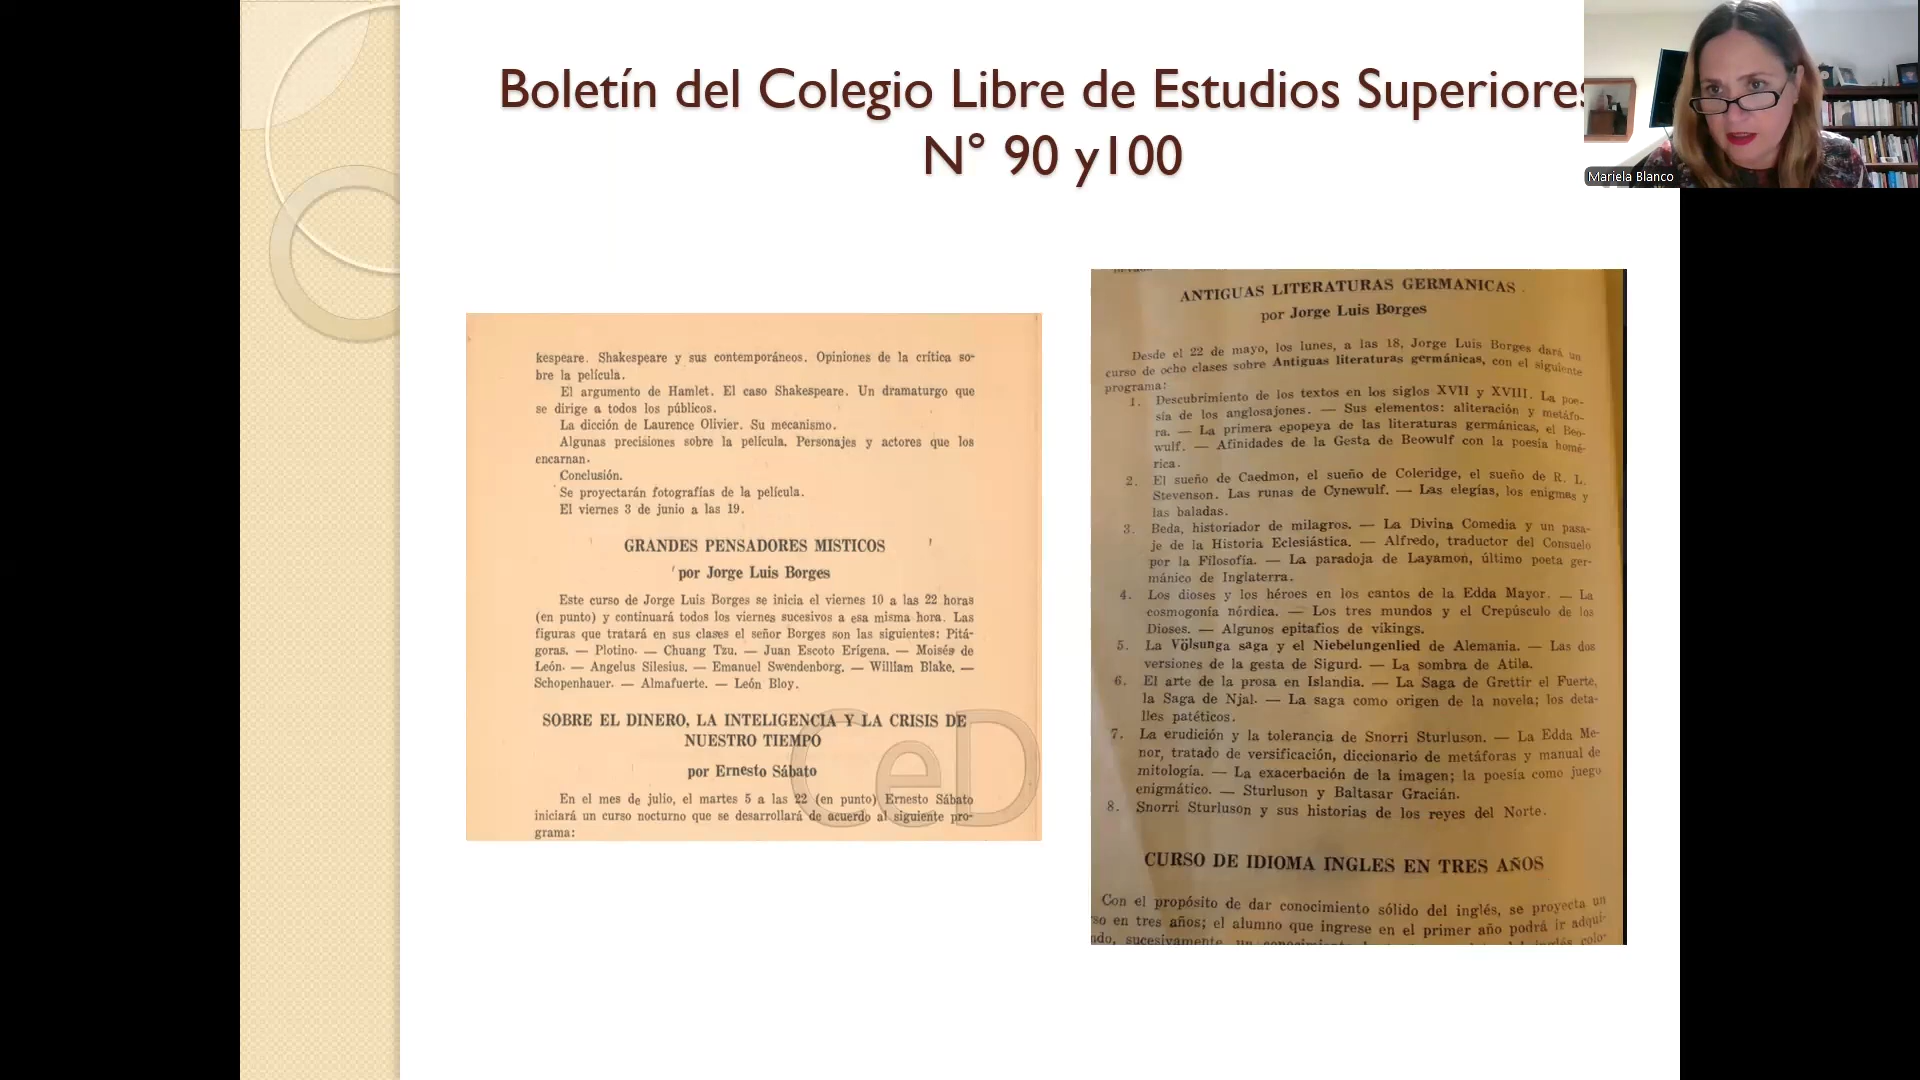 Boletín del Colegio Libre de Estudios Superiores
N° 90 y100
Mariela Blanco
kespeare. Shakespeare y sus contemporáneos. Opiniones de la crítica so-
bre la película.
El argumento de Hamlet. El caso Shakespeare. Un dramaturgo que
se dirige a todos los públicos.
La dicción de Laurence Olivier. Su mecanismo.
Algunas precisiones sobre la película. Personajes y actores que los
encarnan.
Conclusión.
Se proyectarán fotografías de la película.
El viernes 3 de junio a las 19.
GRANDES PENSADORES MISTICOS
por Jorge Luis Borges
Este curso de Jorge Luis Borges se inicia el viernes 10 a las 22 horas
(en punto) y continuará todos los viernes sucesivos a esa misma hora. Las
figuras que tratará en sus clases el señor Borges son las siguientes: Pitá-
goras. — Plotino. — Chuang Tzu. — Juan Escoto Erígena. — Moisés de
León. — Angelus Silesius. — Emanuel Swendenborg. — William Blake. —
Schopenhauer. — Almafuerte. — León Bloy.
SOBRE EL DINERO, LA INTELIGENCIA Y LA CRISIS DE
NUESTRO TIEMPO
por Ernesto Sábato
En el mes de julio, el martes 5 a las 22 (en punto) Ernesto Sábato
iniciará un curso nocturno que se desarrollará de acuerdo al siguiente pro-
grama:
CeD
ANTIGUAS LITERATURAS GERMANICAS
por Jorge Luis Borges
Desde el 22 de mayo, los lunes, a las 18, Jorge Luis Borges dará un
curso de ocho clases sobre Antiguas literaturas germánicas, con el siguiente
programa:
1. Descubrimiento de los textos en los siglos XVII y XVIII. La poe-
sía de los anglosajones. — Sus elementos: aliteración y metáfo-
ra. — La primera epopeya de las literaturas germánicas, el Beo-
wulf. — Afinidades de la Gesta de Beowulf con la poesía homé-
rica.
2. El sueño de Caedmon, el sueño de Coleridge, el sueño de R. L.
Stevenson. Las runas de Cynewulf. — Las elegías, los enigmas y
las baladas.
3. Beda, historiador de milagros. — La Divina Comedia y un pasa-
je de la Historia Eclesiástica. — Alfredo, traductor del Consuelo
por la Filosofía. — La paradoja de Layamon, último poeta ger-
mánico de Inglaterra.
4. Los dioses y los héroes en los cantos de la Edda Mayor. — La
cosmogonía nórdica. — Los tres mundos y el Crepúsculo de los
Dioses. — Algunos epitafios de vikings.
5. La Völsunga saga y el Niebelungenlied de Alemania. — Las dos
versiones de la gesta de Sigurd. — La sombra de Atila.
6. El arte de la prosa en Islandia. — La Saga de Grettir el Fuerte,
la Saga de Njal. — La saga como origen de la novela; los deta-
lles patéticos.
7. La erudición y la tolerancia de Snorri Sturluson. — La Edda Me-
nor, tratado de versificación, diccionario de metáforas y manual de
mitología. — La exacerbación de la imagen; la poesía como juego
enigmático. — Sturluson y Baltasar Gracián.
8. Snorri Sturluson y sus historias de los reyes del Norte.
CURSO DE IDIOMA INGLES EN TRES AÑOS
Con el propósito de dar conocimiento sólido del inglés, se proyecta un
so en tres años; el alumno que ingrese en el primer año podrá ir adqui-
ndo, sucesivamente, un conocimiento